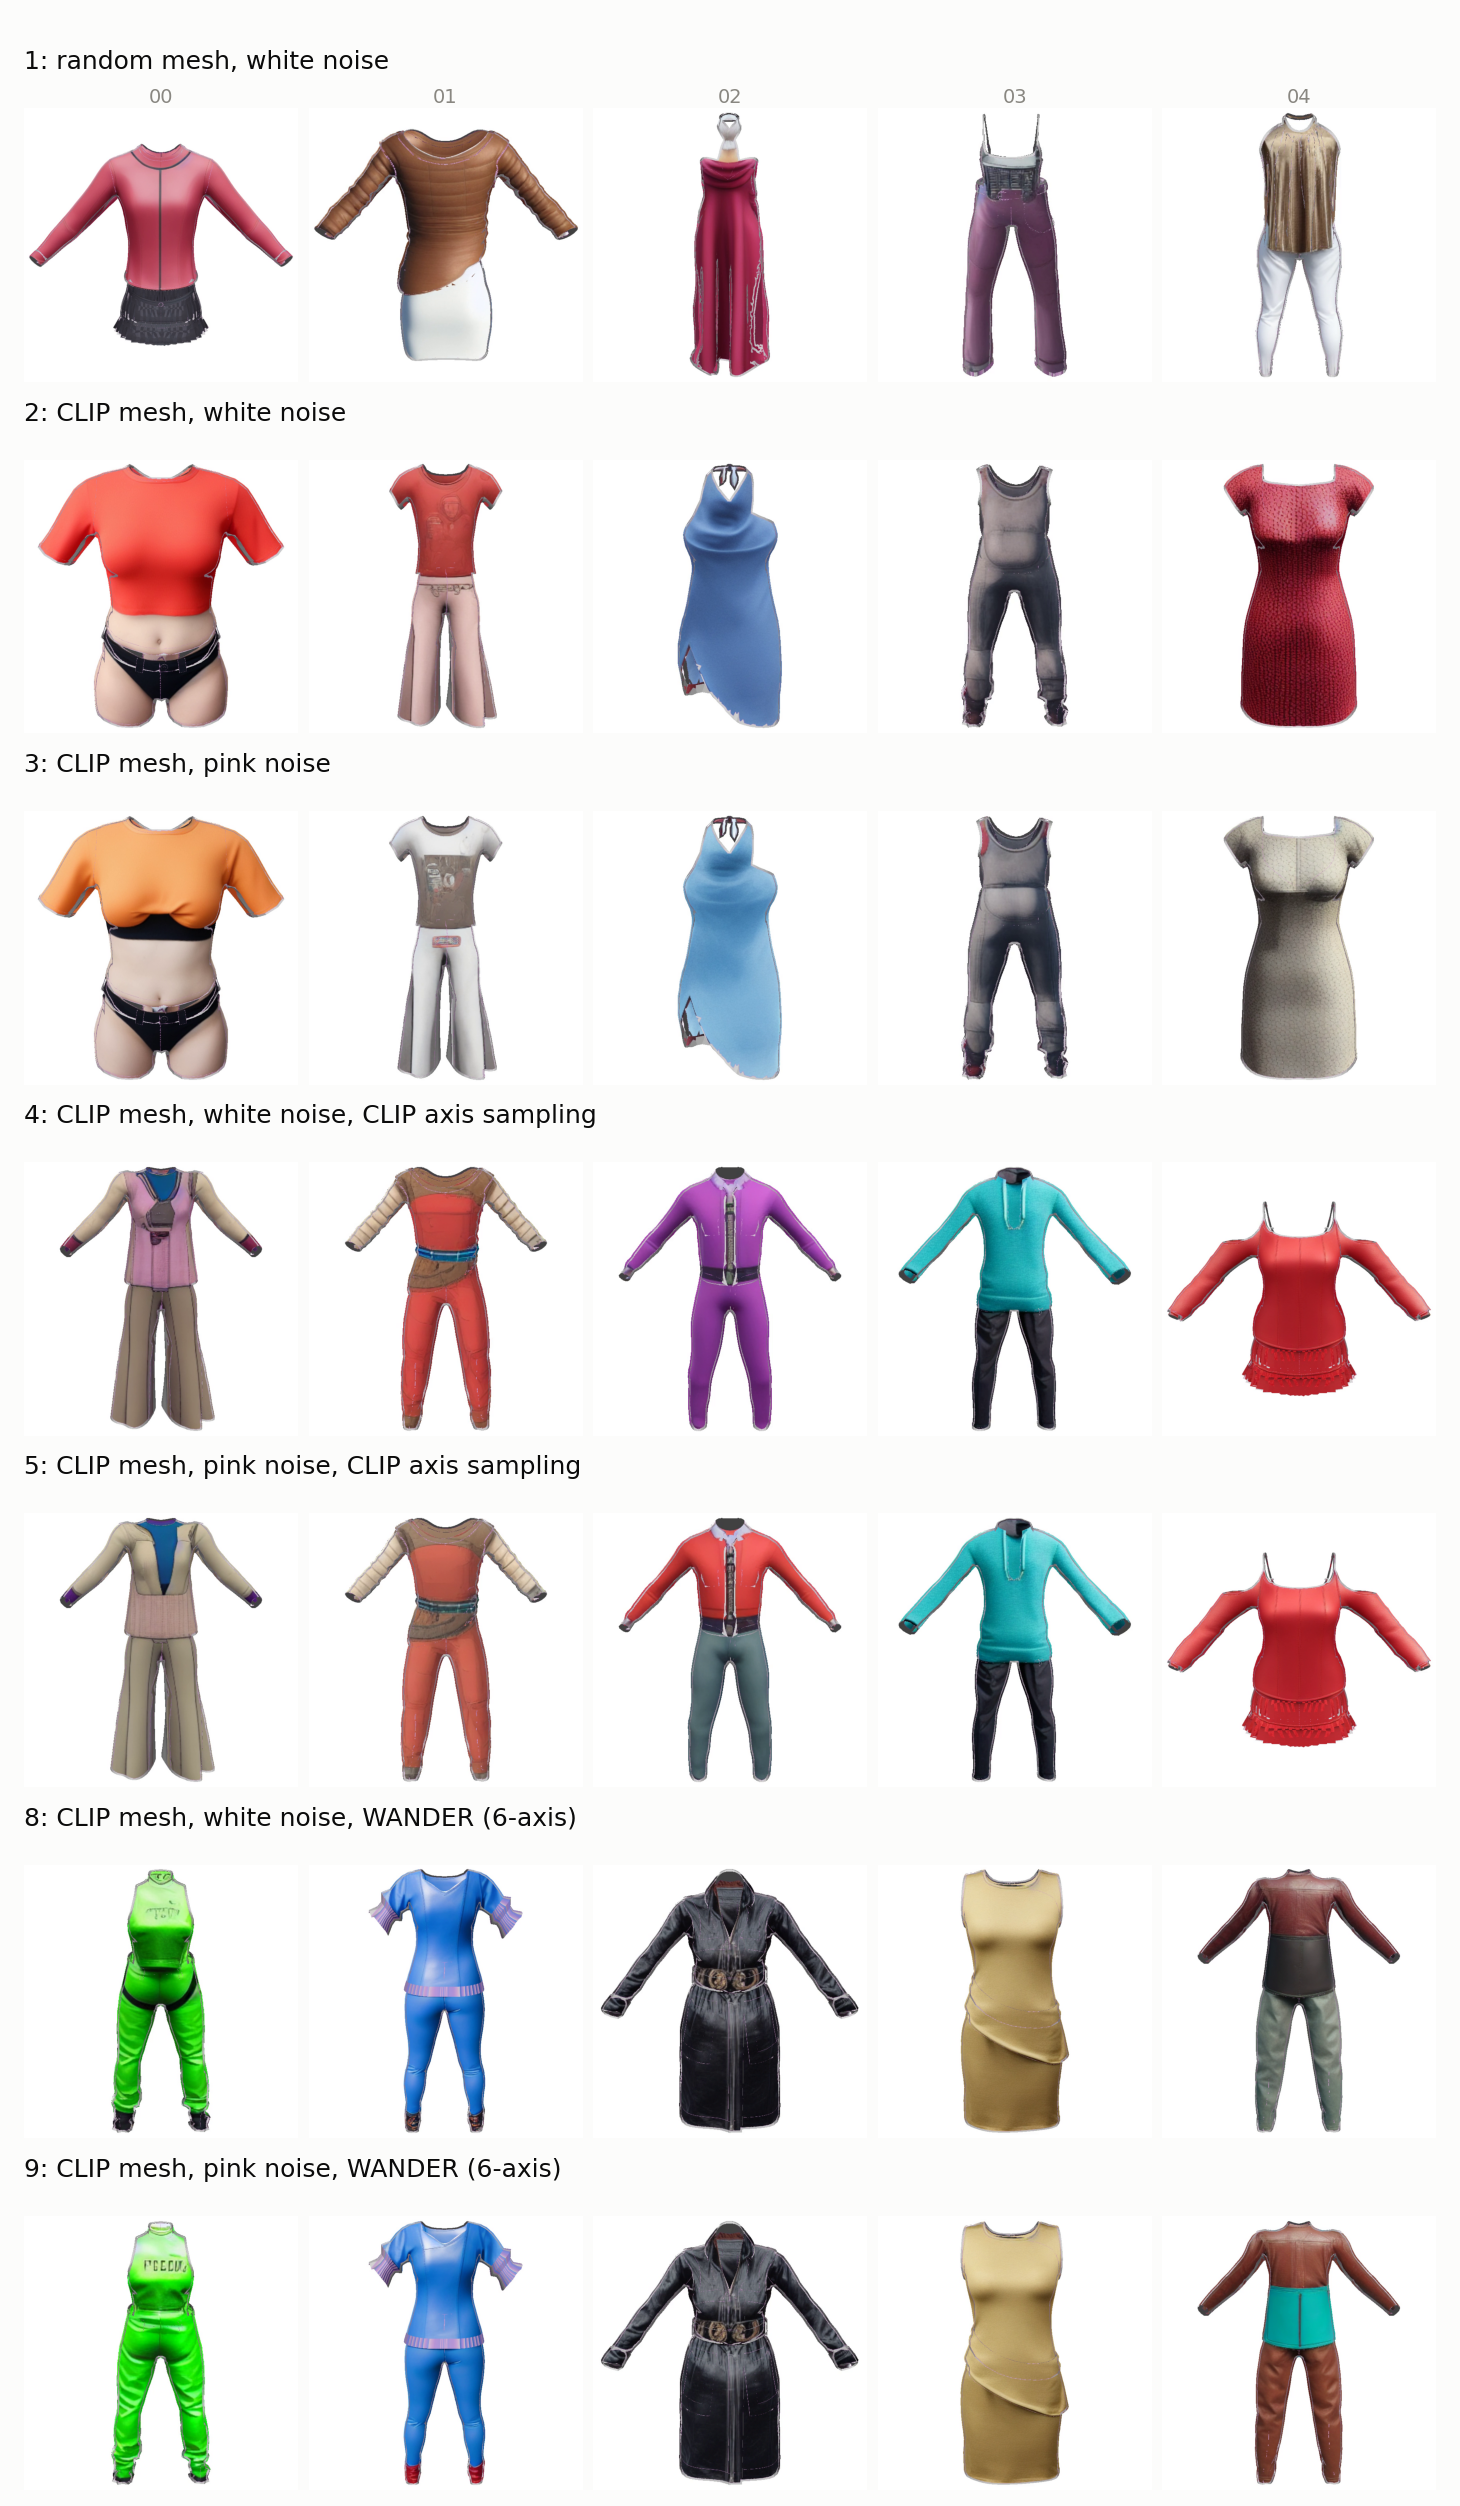 1: random mesh, white noise
00 01 02 03 04
2: CLIP mesh, white noise
3: CLIP mesh, pink noise
4: CLIP mesh, white noise, CLIP axis sampling
5: CLIP mesh, pink noise, CLIP axis sampling
8: CLIP mesh, white noise, WANDER (6-axis)
9: CLIP mesh, pink noise, WANDER (6-axis)